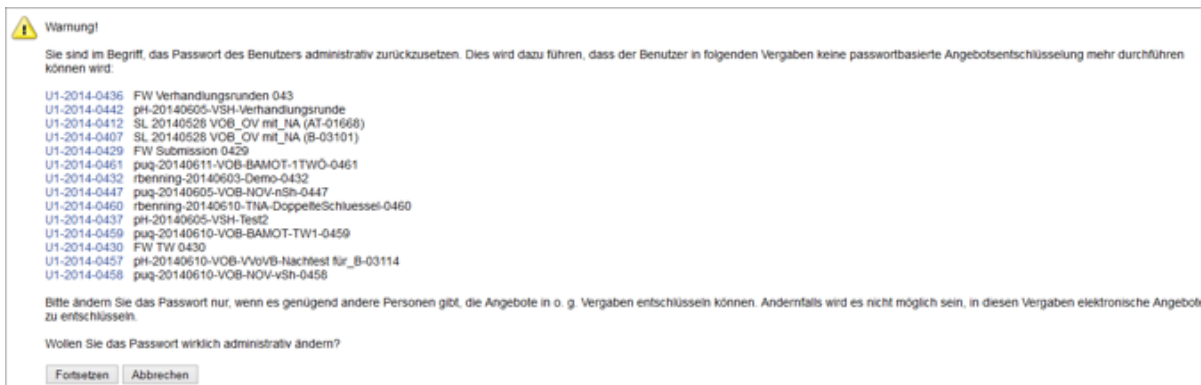 Warnung!
Sie sind im Begriff, das Passwort des Benutzers administrativ zurückzusetzen. Dies wird dazu führen, dass der Benutzer in folgenden Vergaben keine passwortbasierte Angebotsentschlüsselung mehr durchführen
können wird:
U1-2014-0436 FW Verhandlungsrunden 043
U1-2014-0442 pH-20140605-VSH-Verhandlungsrunde
U1-2014-0412 SL 20140528 VOB_OV mit_NA (AT-01668)
U1-2014-0407 SL 20140528 VOB_OV mit_NA (B-03101)
U1-2014-0429 FW Submission 0429
U1-2014-0461 puq-20140611-VOB-BAMOT-1TWÖ-0461
U1-2014-0432 rbenning-20140603-Demo-0432
U1-2014-0447 puq-20140605-VOB-NOV-nSh-0447
U1-2014-0460 rbenning-20140610-TNA-DoppelteSchluessel-0460
U1-2014-0437 pH-20140605-VSH-Test2
U1-2014-0459 puq-20140610-VOB-BAMOT-TW1-0459
U1-2014-0430 FW TW 0430
U1-2014-0457 pH-20140610-VOB-VVoVB-Nachtest für_B-03114
U1-2014-0458 puq-20140610-VOB-NOV-vSh-0458
Bitte ändern Sie das Passwort nur, wenn es genügend andere Personen gibt, die Angebote in o. g. Vergaben entschlüsseln können. Andernfalls wird es nicht möglich sein, in diesen Vergaben elektronische Angebote
zu entschlüsseln.
Wollen Sie das Passwort wirklich administrativ ändern?
Fortsetzen Abbrechen